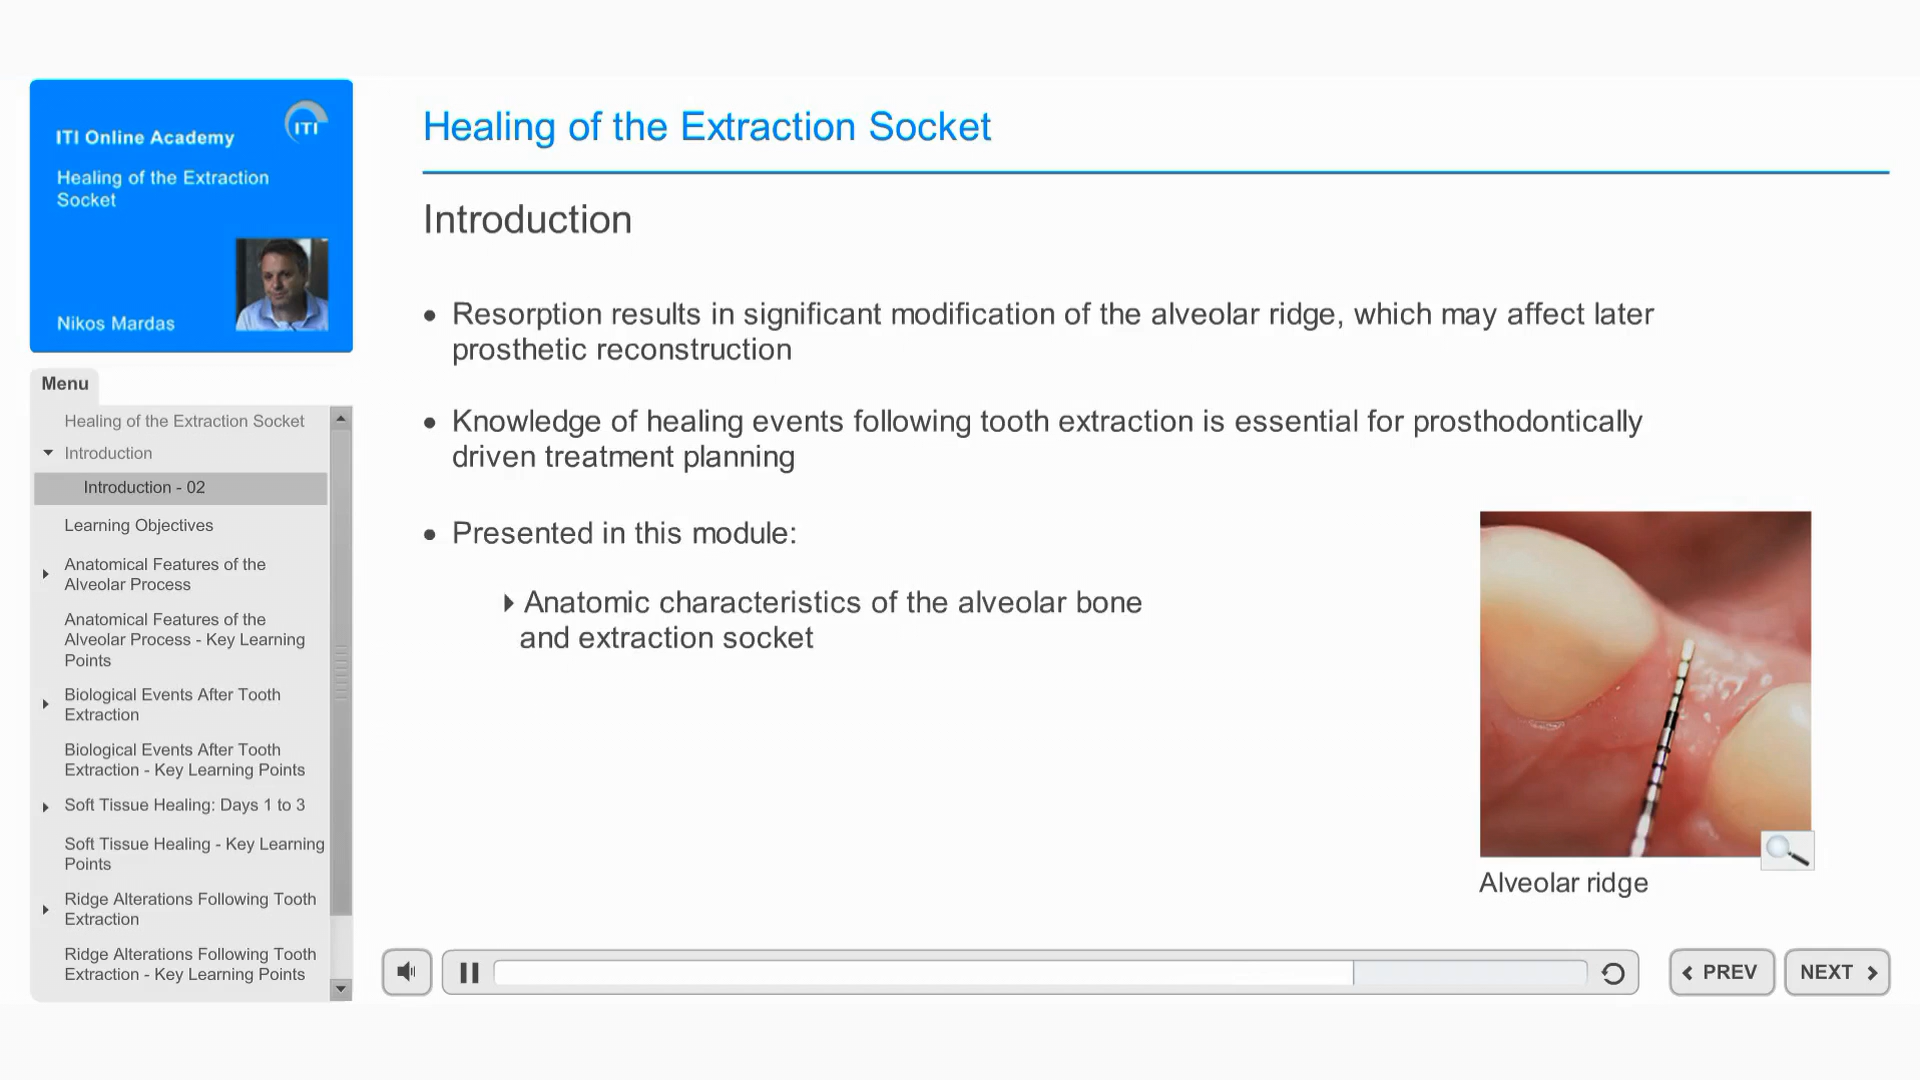 ITI Online Academy
ITI
Healing of the Extraction
Socket
Nikos Mardas
Menu
Healing of the Extraction Socket
Introduction
Introduction - 02
Learning Objectives
Anatomical Features of the
Alveolar Process
Anatomical Features of the
Alveolar Process - Key Learning
Points
Biological Events After Tooth
Extraction
Biological Events After Tooth
Extraction - Key Learning Points
Soft Tissue Healing: Days 1 to 3
Soft Tissue Healing - Key Learning
Points
Ridge Alterations Following Tooth
Extraction
Ridge Alterations Following Tooth
Extraction - Key Learning Points
Healing of the Extraction Socket
Introduction
• Resorption results in significant modification of the alveolar ridge, which may affect later
prosthetic reconstruction
• Knowledge of healing events following tooth extraction is essential for prosthodontically
driven treatment planning
• Presented in this module:
Anatomic characteristics of the alveolar bone
and extraction socket
Alveolar ridge
PREV
NEXT